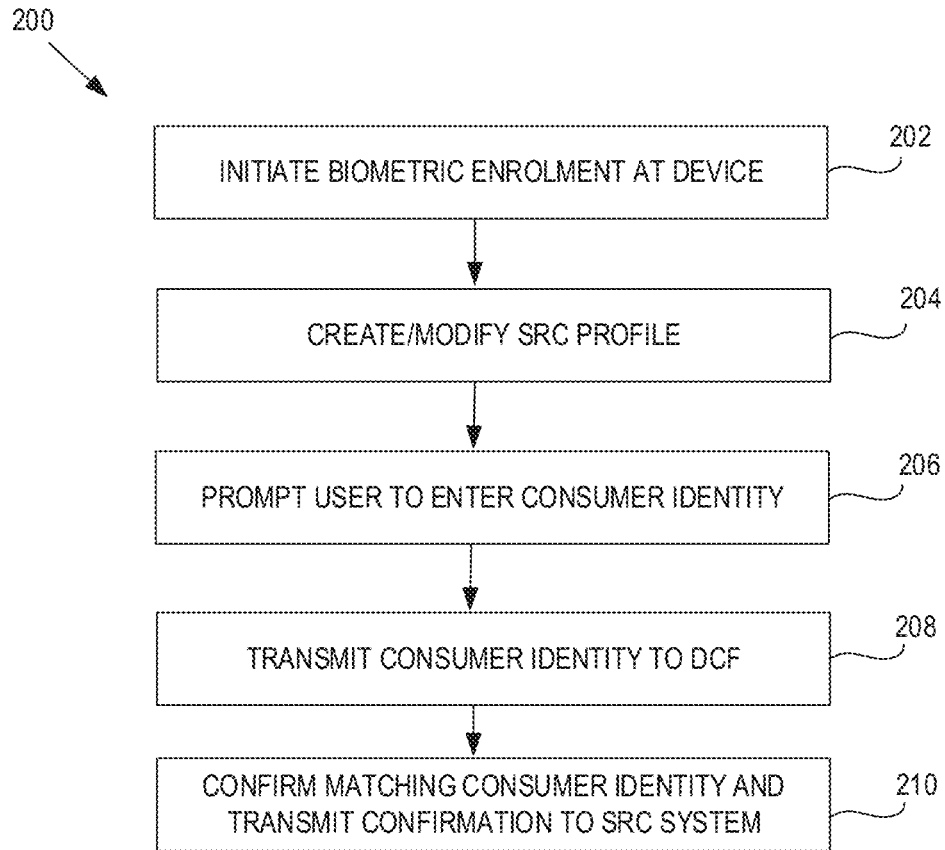 200
INITIATE BIOMETRIC ENROLMENT AT DEVICE
202
CREATE/MODIFY SRC PROFILE
204
PROMPT USER TO ENTER CONSUMER IDENTITY
206
TRANSMIT CONSUMER IDENTITY TO DCF
208
CONFIRM MATCHING CONSUMER IDENTITY AND
TRANSMIT CONFIRMATION TO SRC SYSTEM
210